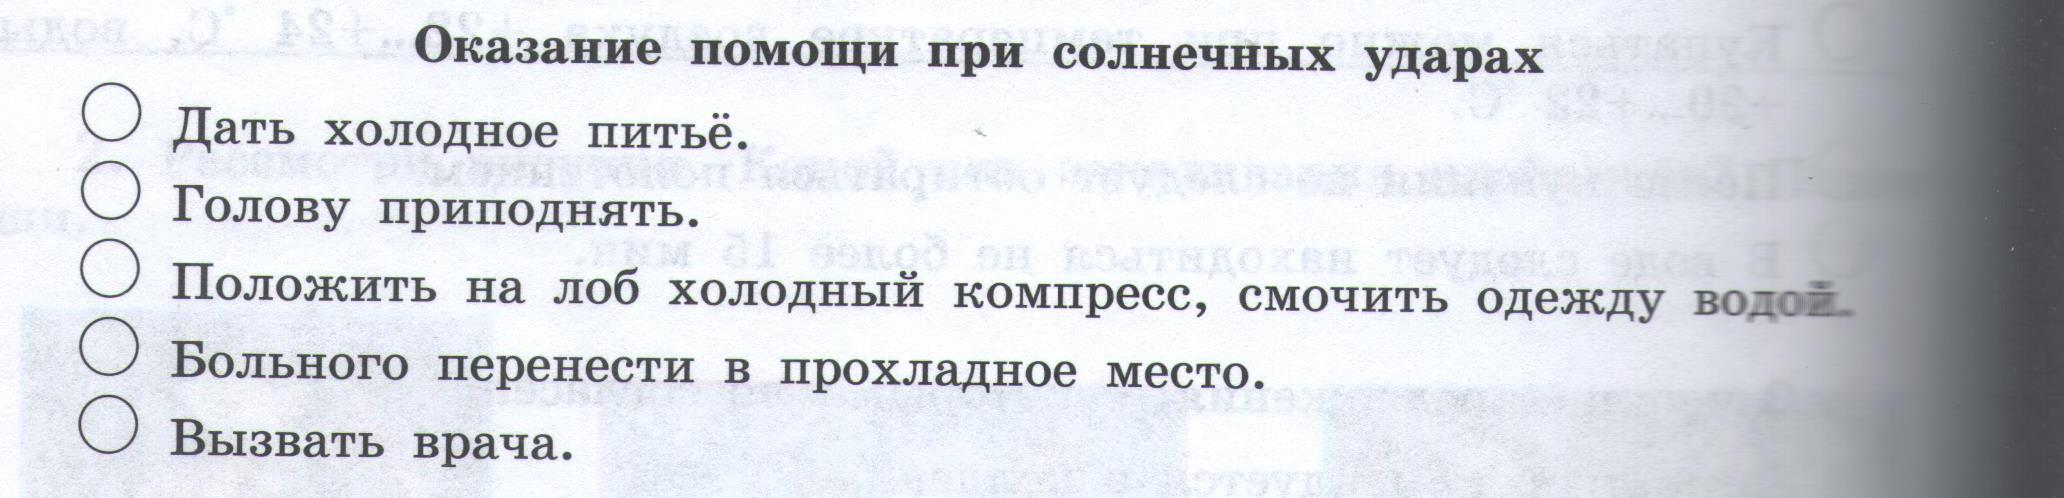 Оказание помощи при солнечных ударах
Дать холодное питьё.
Голову приподнять.
Положить на лоб холодный компресс, смочить одежду водой.
Больного перенести в прохладное место.
Вызвать врача.